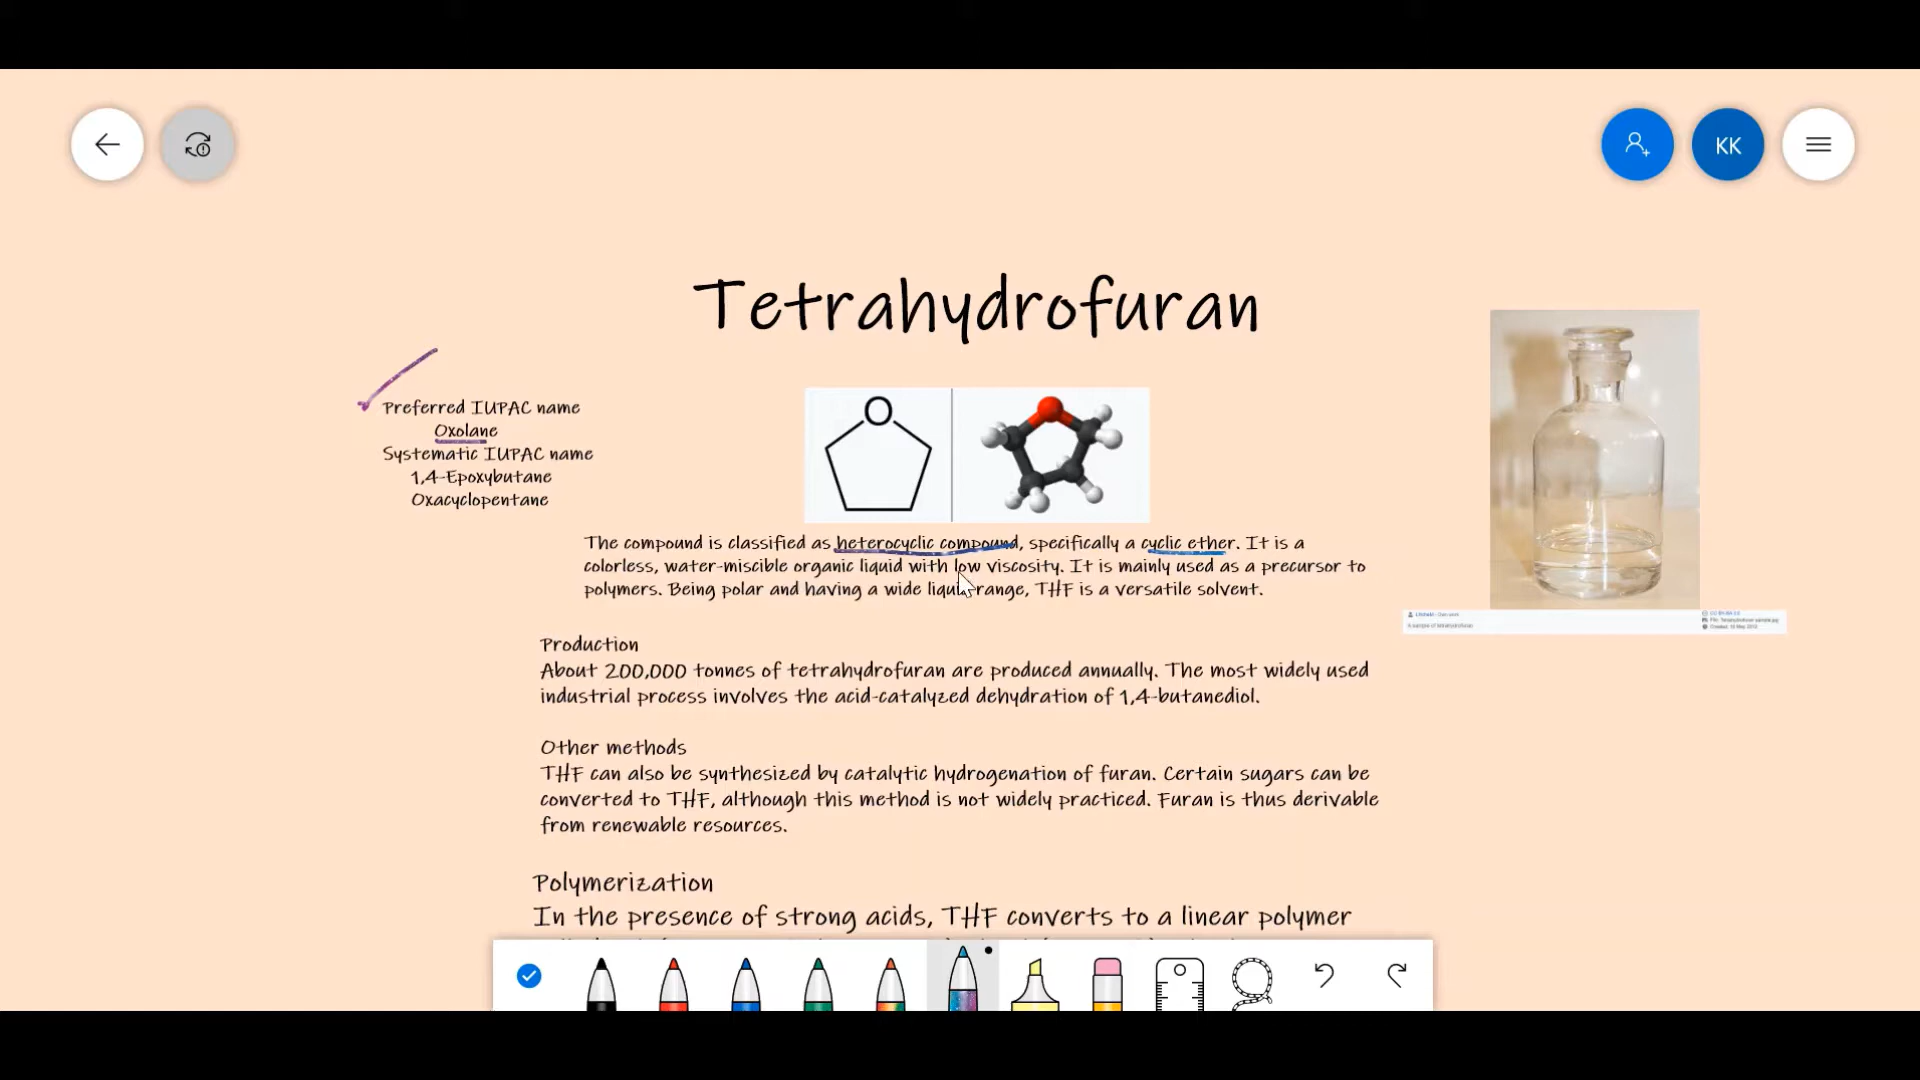 KK
Tetrahydrofuran
Preferred IUPAC name
Oxolane
Systematic IUPAC name
1,4-Epoxybutane
Oxacyclopentane
O
The compound is classified as heterocyclic compound, specifically a cyclic ether. It is a
colorless, water-miscible organic liquid with low viscosity. It is mainly used as a precursor to
polymers. Being polar and having a wide liquid range, THF is a versatile solvent.
A sample of tetrahydrofuran
Production
About 200,000 tonnes of tetrahydrofuran are produced annually. The most widely used
industrial process involves the acid-catalyzed dehydration of 1,4-butanediol.
Other methods
THF can also be synthesized by catalytic hydrogenation of furan. Certain sugars can be
converted to THF, although this method is not widely practiced. Furan is thus derivable
from renewable resources.
Polymerization
In the presence of strong acids, THF converts to a linear polymer